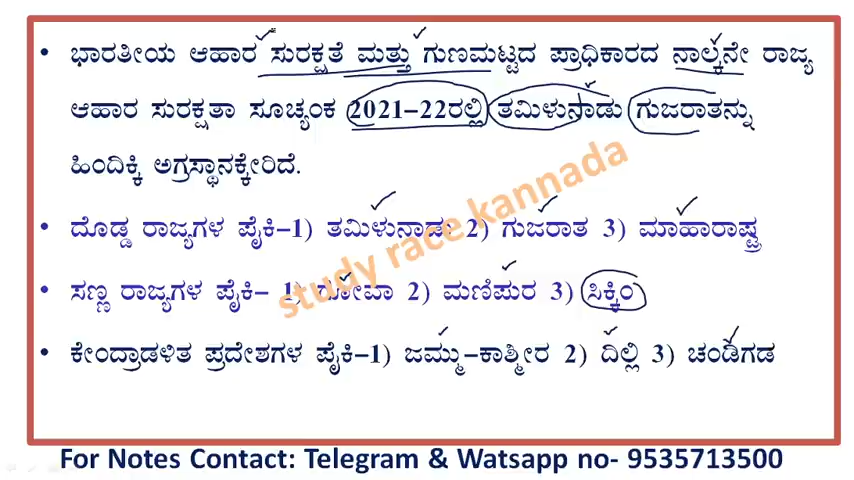 • ಭಾರತೀಯ ಆಹಾರ ಸುರಕ್ಷತೆ ಮತ್ತು ಗುಣಮಟ್ಟದ ಪ್ರಾಧಿಕಾರದ ನಾಲ್ಕನೇ ರಾಜ್ಯ
ಆಹಾರ ಸುರಕ್ಷತಾ ಸೂಚ್ಯಂಕ 2021-22ರಲ್ಲಿ ತಮಿಳುನಾಡು ಗುಜರಾತನ್ನು
ಹಿಂದಿಕ್ಕಿ ಅಗ್ರಸ್ಥಾನಕ್ಕೇರಿದೆ.
• ದೊಡ್ಡ ರಾಜ್ಯಗಳ ಪೈಕಿ-1) ತಮಿಳುನಾಡು 2) ಗುಜರಾತ 3) ಮಾಹಾರಾಷ್ಟ್ರ
• ಸಣ್ಣ ರಾಜ್ಯಗಳ ಪೈಕಿ- 1) ಗೋವಾ 2) ಮಣಿಪುರ 3) ಸಿಕ್ಕಿಂ
• ಕೇಂದ್ರಾಡಳಿತ ಪ್ರದೇಶಗಳ ಪೈಕಿ-1) ಜಮ್ಮು-ಕಾಶ್ಮೀರ 2) ದಿಲ್ಲಿ 3) ಚಂಡಿಗಡ
study race kannada
For Notes Contact: Telegram & Watsapp no- 9535713500